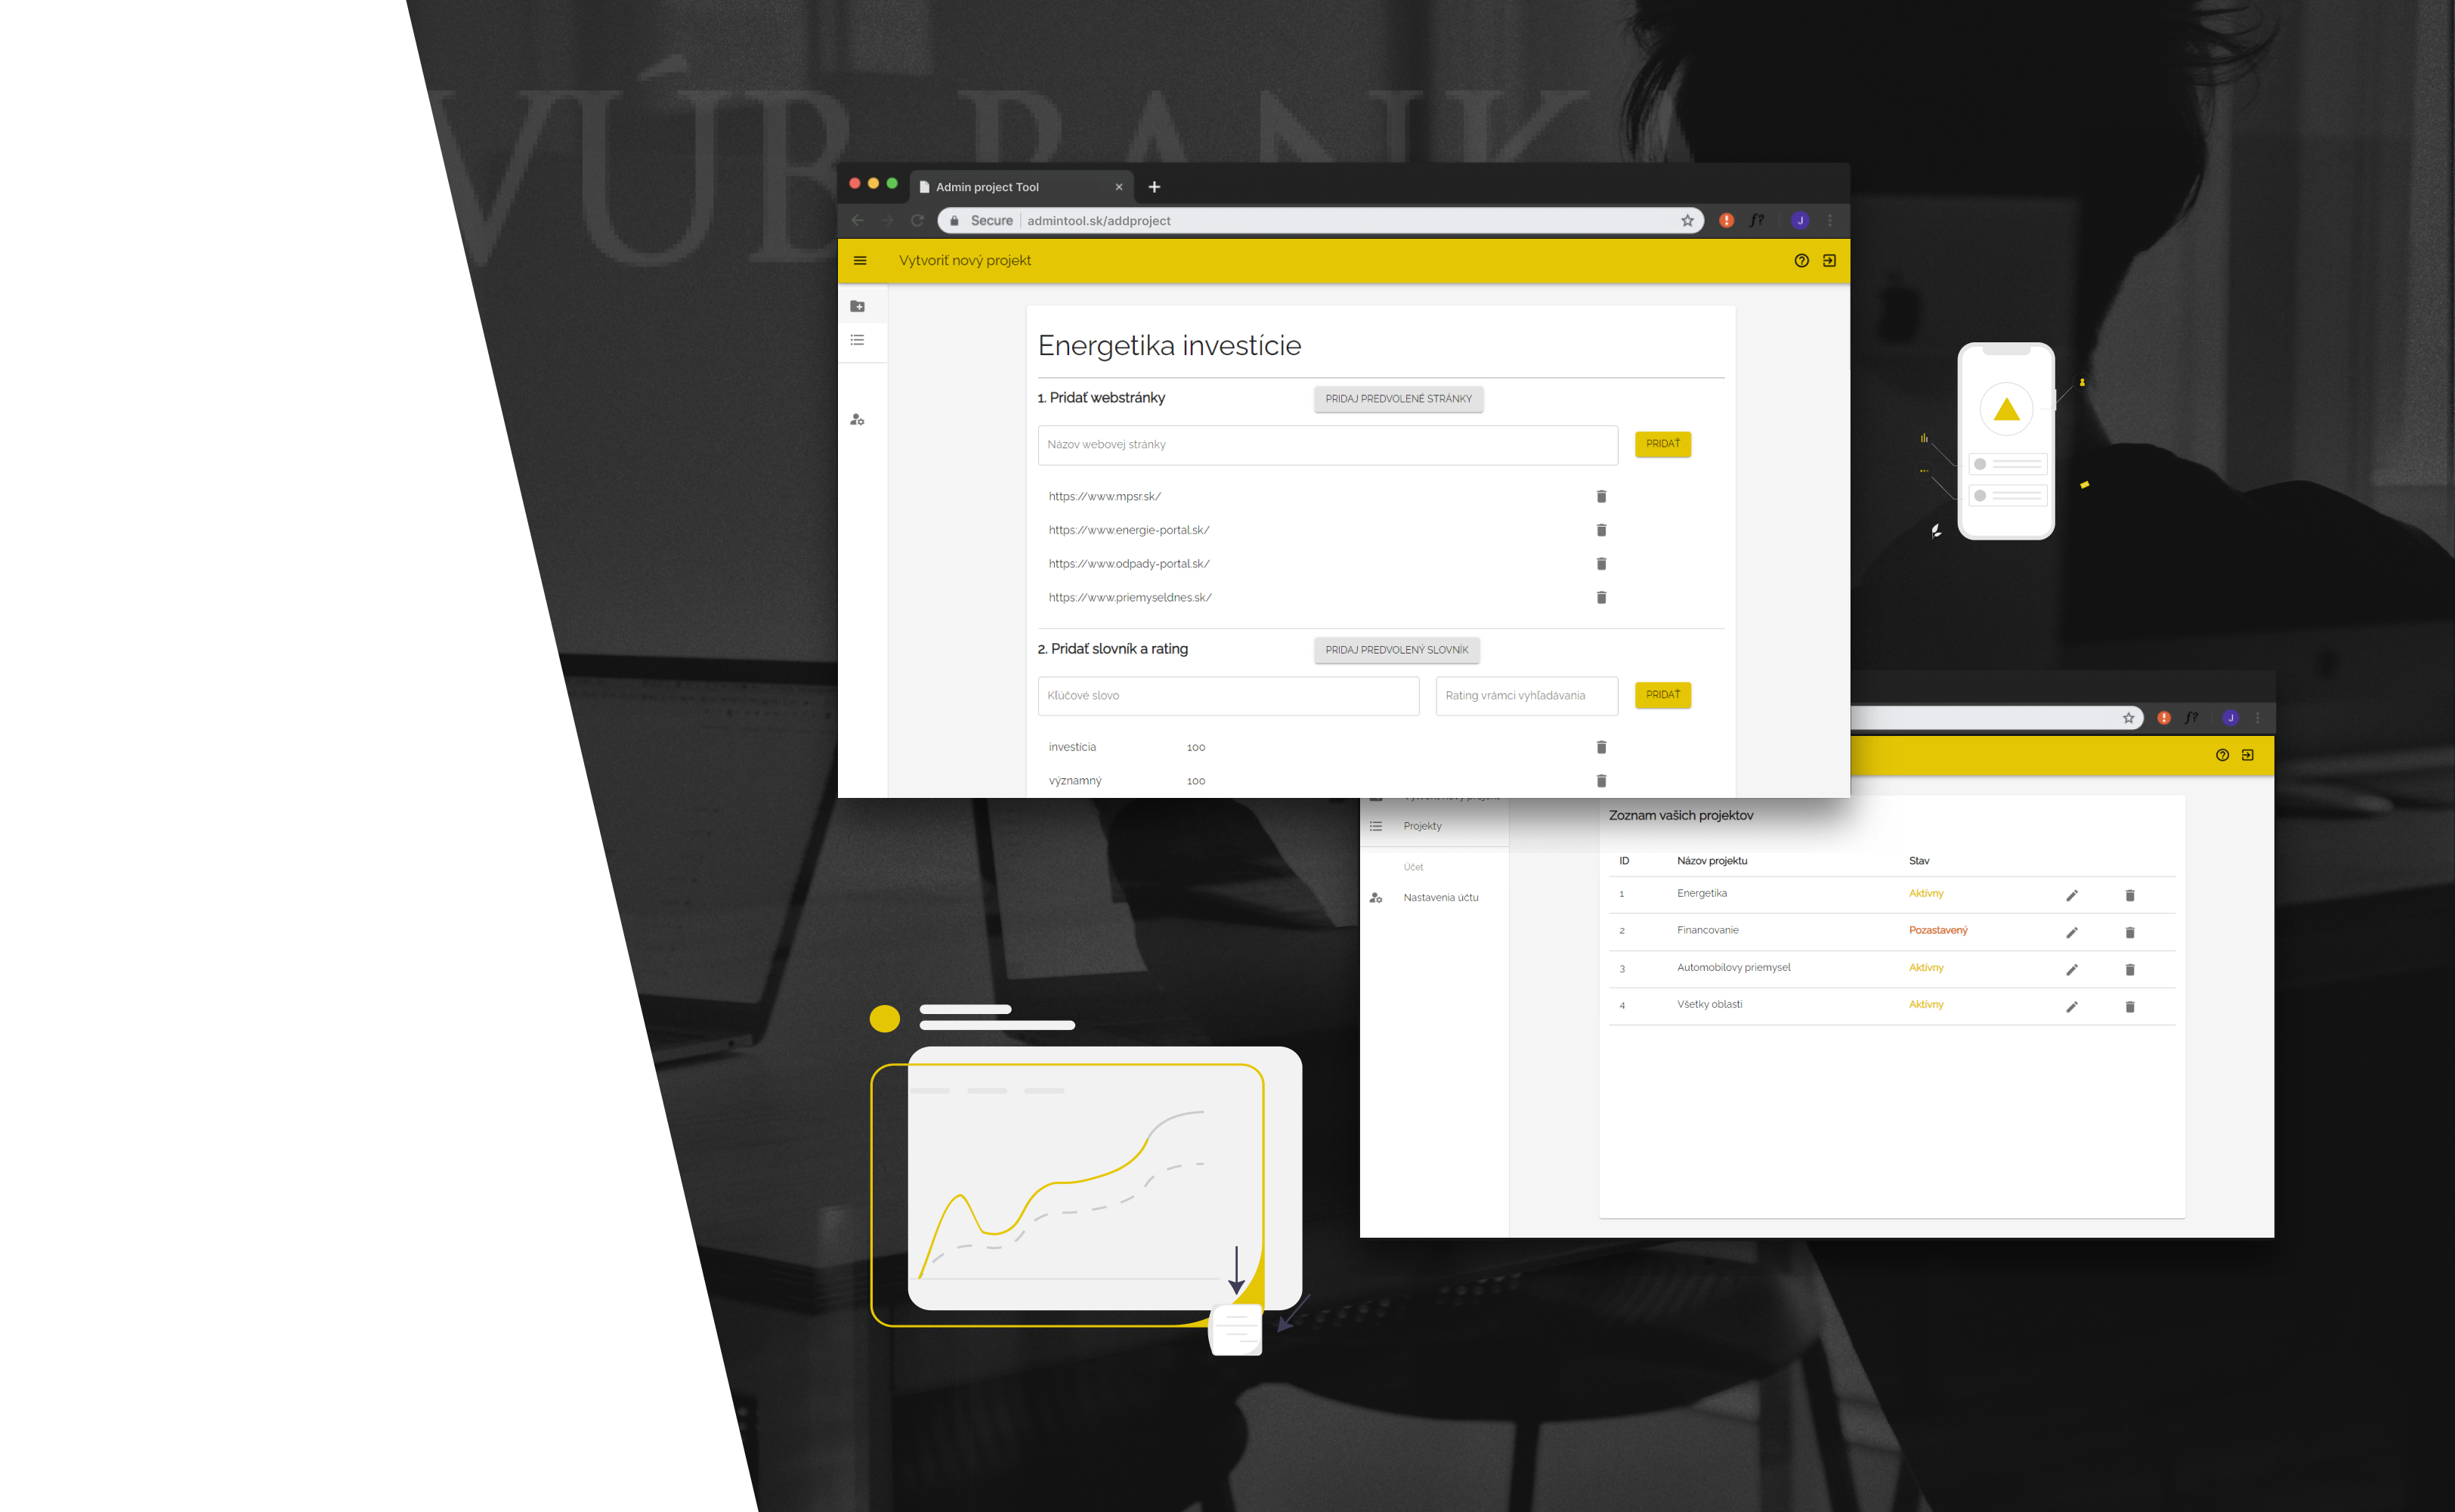 VÚB BANKA
Admin project Tool
Secure admintool.sk/addproject
Vytvoriť nový projekt
Energetika investície
1. Pridať webstránky
PRIDAJ PREDVOLENÉ STRÁNKY
Názov webovej stránky
PRIDAŤ
https://www.mpsr.sk/
https://www.energie-portal.sk/
https://www.odpady-portal.sk/
https://www.priemyseldnes.sk/
2. Pridať slovník a rating
PRIDAJ PREDVOLENÝ SLOVNÍK
Kľúčové slovo
Rating vrámci vyhľadávania
PRIDAŤ
investícia 100
významný 100
f?
J
f?
J
Projekty
Účet
Nastavenia účtu
Zoznam vašich projektov
ID Názov projektu Stav
1 Energetika Aktívny
2 Financovanie Pozastavený
3 Automobilovy priemysel Aktívny
4 Všetky oblasti Aktívny